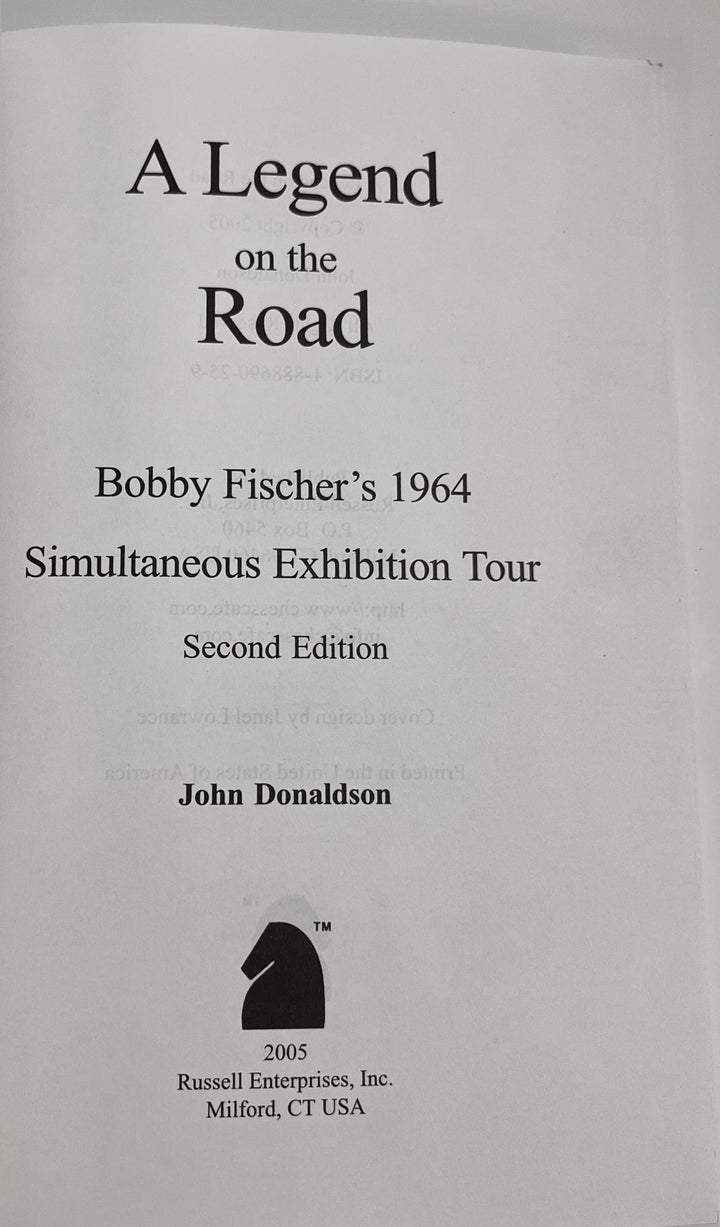 A Legend
on the
Road
Bobby Fischer's 1964
Simultaneous Exhibition Tour
Second Edition
John Donaldson
TM
2005
Russell Enterprises, Inc.
Milford, CT USA